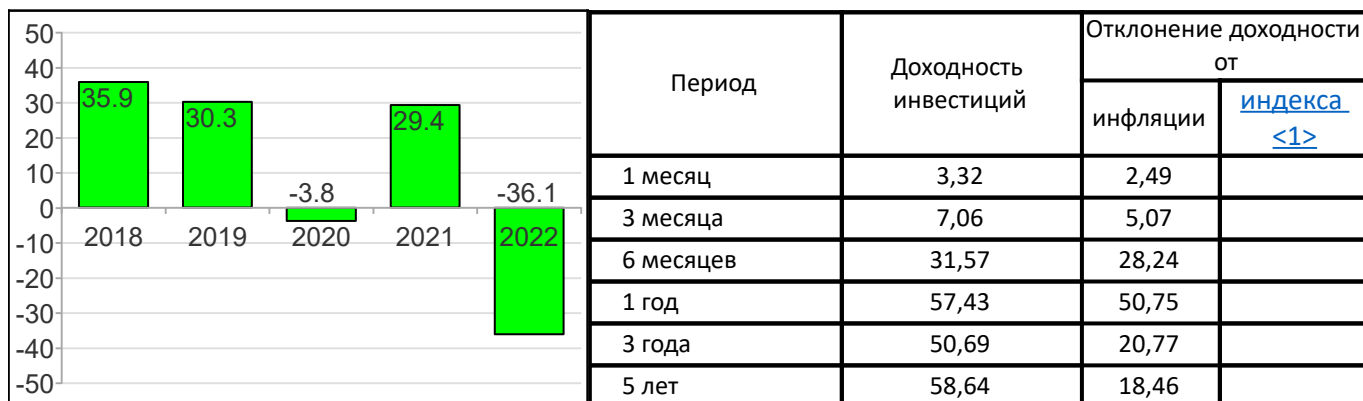 50
40
30
20
10
0
-10
-20
-30
-40
-50
35.9
30.3
-3.8
29.4
-36.1
2018
2019
2020
2021
2022
Период
Доходность
инвестиций
Отклонение доходности
от
инфляции
индекса
<1>
1 месяц 3,32 2,49
3 месяца 7,06 5,07
6 месяцев 31,57 28,24
1 год 57,43 50,75
3 года 50,69 20,77
5 лет 58,64 18,46